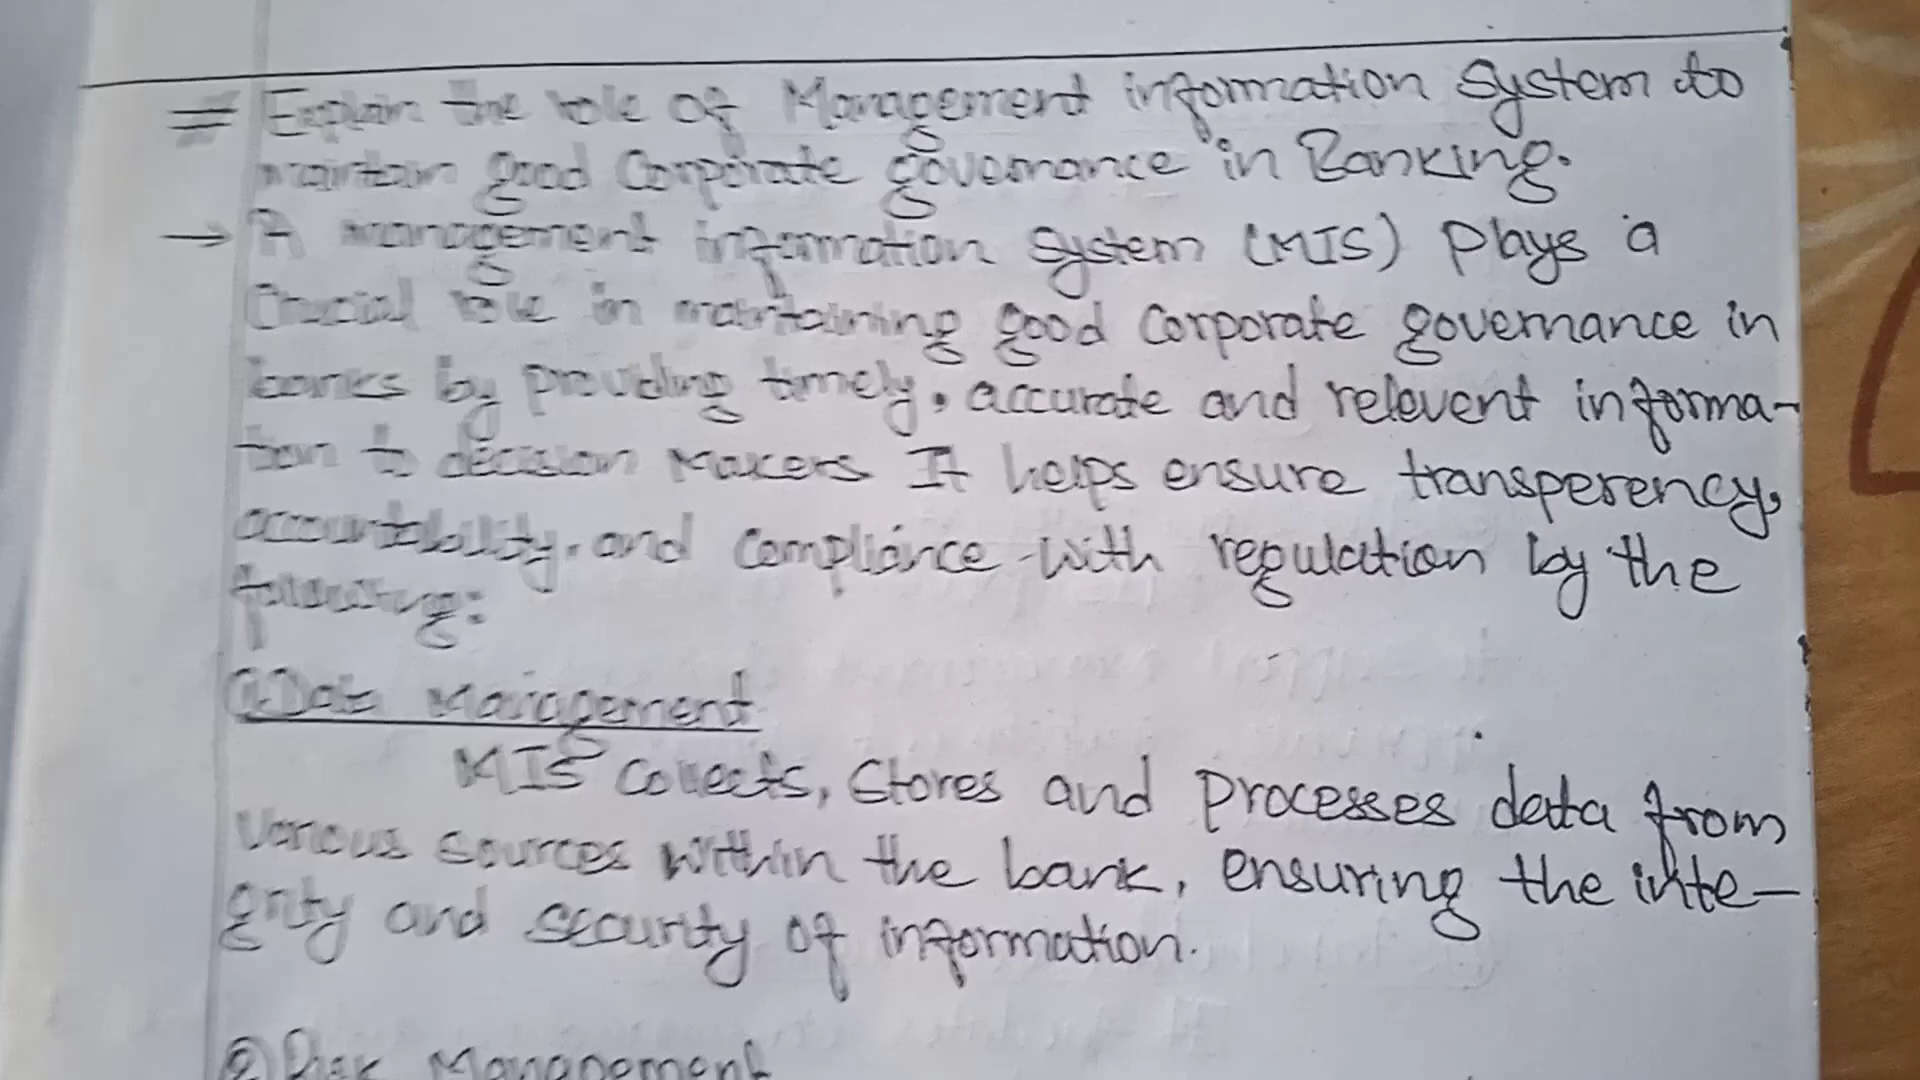 = Explain the role of Management information System to
maintain good Corporate governance in Banking.
→ A management information System (MIS) Plays a
Crucial role in maintaining good Corporate governance in
banks by providing timely, accurate and relevent informa-
tion to decision Makers. It helps ensure transperency,
accountability, and compliance with regulation by the
following:
① Data Management
MIS Collects, Stores and Processes data from
Various sources within the bank, ensuring the inte-
grity and security of information.
② Risk Management